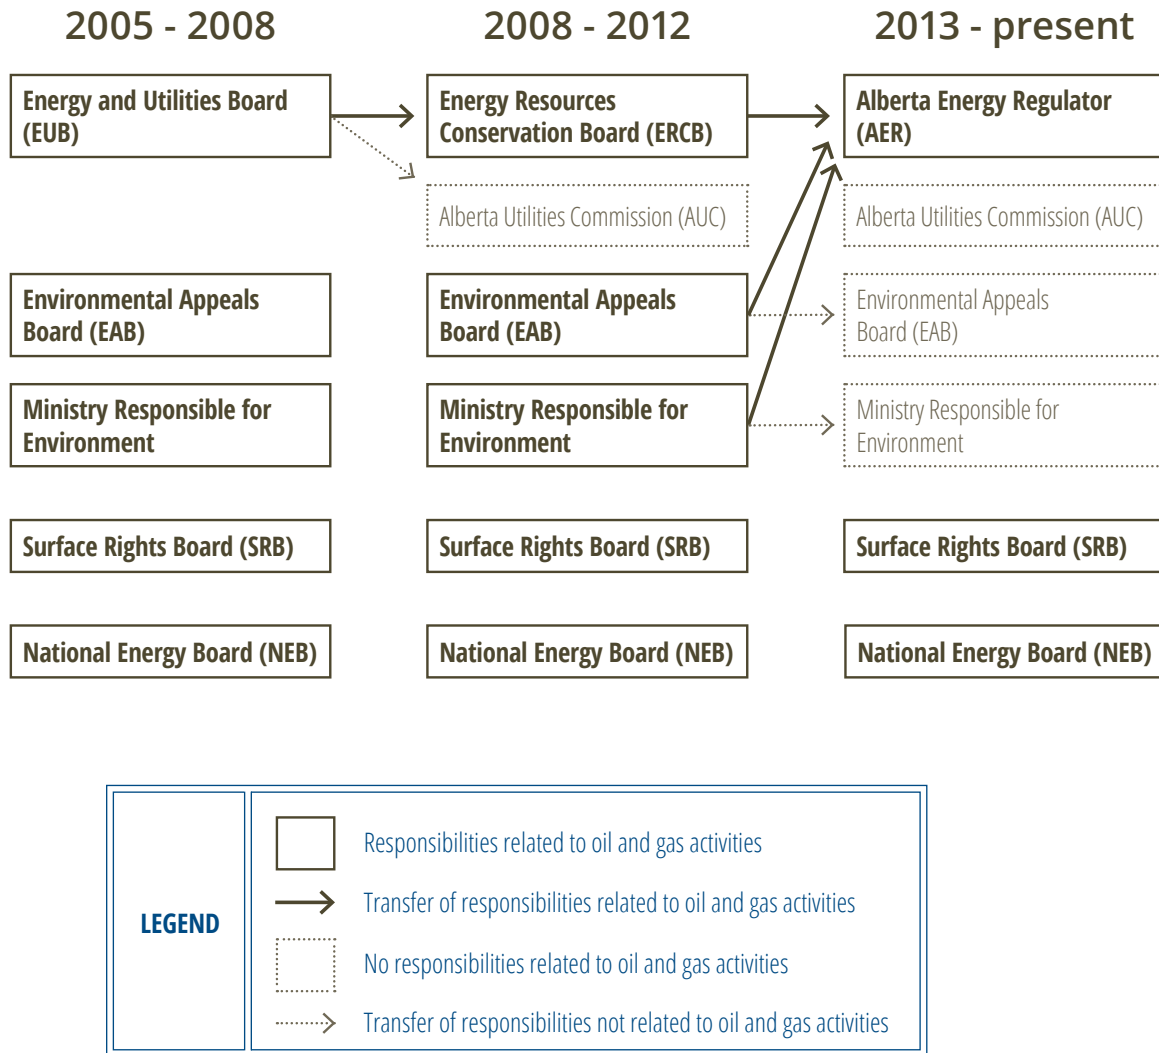 2005 - 2008
2008 - 2012
2013 - present
Energy and Utilities Board
(EUB)
Energy Resources
Conservation Board (ERCB)
Alberta Energy Regulator
(AER)
Alberta Utilities Commission (AUC)
Alberta Utilities Commission (AUC)
Environmental Appeals
Board (EAB)
Environmental Appeals
Board (EAB)
Environmental Appeals
Board (EAB)
Ministry Responsible for
Environment
Ministry Responsible for
Environment
Ministry Responsible for
Environment
Surface Rights Board (SRB)
Surface Rights Board (SRB)
Surface Rights Board (SRB)
National Energy Board (NEB)
National Energy Board (NEB)
National Energy Board (NEB)
LEGEND
Responsibilities related to oil and gas activities
Transfer of responsibilities related to oil and gas activities
No responsibilities related to oil and gas activities
Transfer of responsibilities not related to oil and gas activities